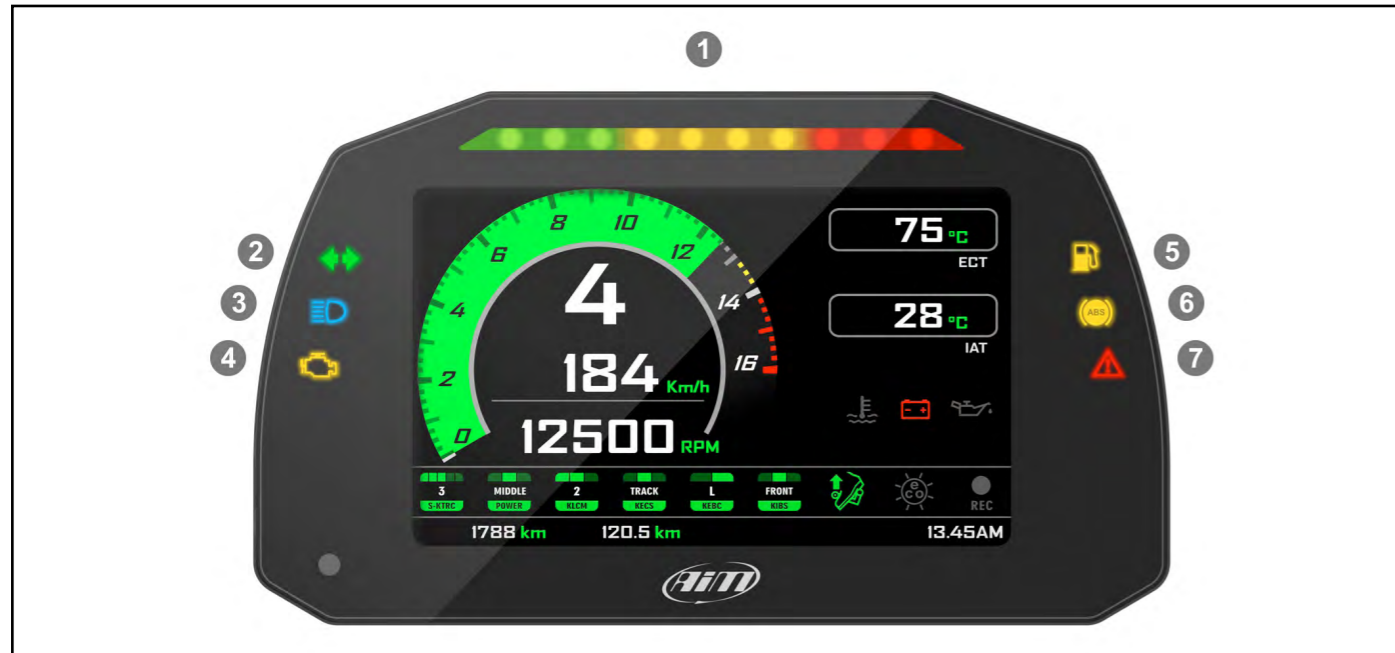 1
2
3
4
5
6
7
0
2
4
6
8
10
12
14
16
4
184 Km/h
12500 RPM
75 °C
ECT
28 °C
IAT
ABS
3
S-KTRC
MIDDLE
POWER
2
KLCM
TRACK
KECS
L
KEBC
FRONT
KIBS
eco
REC
1788 km
120.5 km
13.45AM
AiM